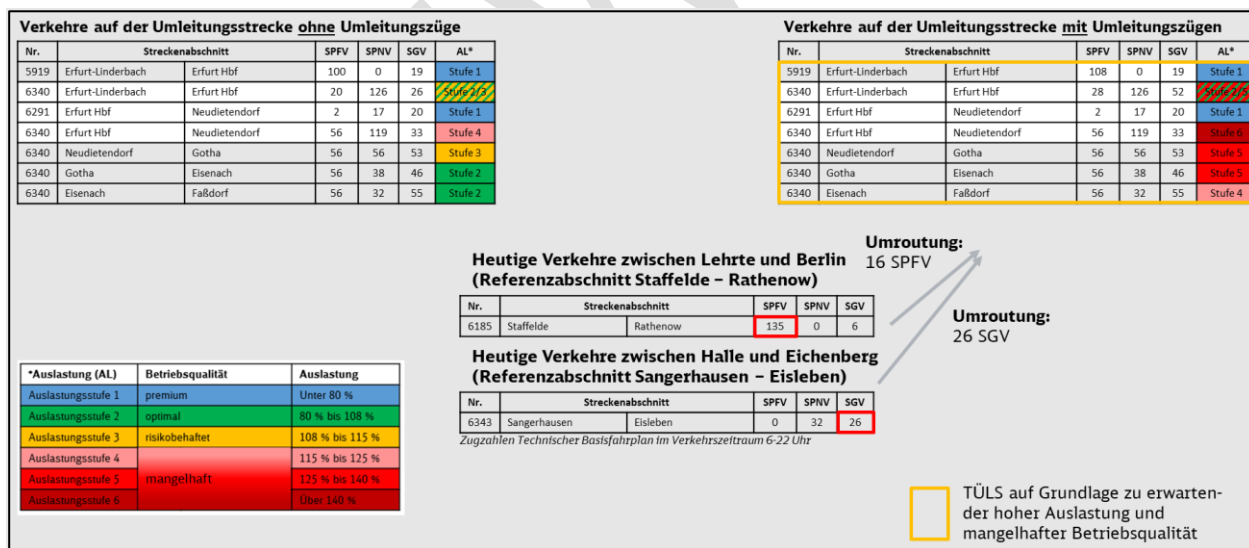 Verkehre auf der Umleitungsstrecke ohne Umleitungszüge
Nr. Streckenabschnitt SPFV SPNV SGV AL*
5919 Erfurt-Linderbach Erfurt Hbf 100 0 19 Stufe 1
6340 Erfurt-Linderbach Erfurt Hbf 20 126 26 Stufe 2/3
6291 Erfurt Hbf Neudietendorf 2 17 20 Stufe 1
6340 Erfurt Hbf Neudietendorf 56 119 33 Stufe 4
6340 Neudietendorf Gotha 56 56 53 Stufe 3
6340 Gotha Eisenach 56 38 46 Stufe 2
6340 Eisenach Faßdorf 56 32 55 Stufe 2
Verkehre auf der Umleitungsstrecke mit Umleitungszügen
Nr. Streckenabschnitt SPFV SPNV SGV AL*
5919 Erfurt-Linderbach Erfurt Hbf 108 0 19 Stufe 1
6340 Erfurt-Linderbach Erfurt Hbf 28 126 52 Stufe 2/5
6291 Erfurt Hbf Neudietendorf 2 17 20 Stufe 1
6340 Erfurt Hbf Neudietendorf 56 119 33 Stufe 6
6340 Neudietendorf Gotha 56 56 53 Stufe 5
6340 Gotha Eisenach 56 38 46 Stufe 5
6340 Eisenach Faßdorf 56 32 55 Stufe 4
Heutige Verkehre zwischen Lehrte und Berlin
(Referenzabschnitt Staffelde – Rathenow)
Nr. Streckenabschnitt SPFV SPNV SGV
6185 Staffelde Rathenow 135 0 6
Umroutung:
16 SPFV
Umroutung:
26 SGV
Heutige Verkehre zwischen Halle und Eichenberg
(Referenzabschnitt Sangerhausen – Eisleben)
Nr. Streckenabschnitt SPFV SPNV SGV
6343 Sangerhausen Eisleben 0 32 26
Zugzahlen Technischer Basisfahrplan im Verkehrszeitraum 6-22 Uhr
*Auslastung (AL) Betriebsqualität Auslastung
Auslastungsstufe 1 premium Unter 80 %
Auslastungsstufe 2 optimal 80 % bis 108 %
Auslastungsstufe 3 risikobehaftet 108 % bis 115 %
Auslastungsstufe 4 115 % bis 125 %
Auslastungsstufe 5 mangelhaft 125 % bis 140 %
Auslastungsstufe 6 Über 140 %
TÜLS auf Grundlage zu erwarten-
der hoher Auslastung und
mangelhafter Betriebsqualität